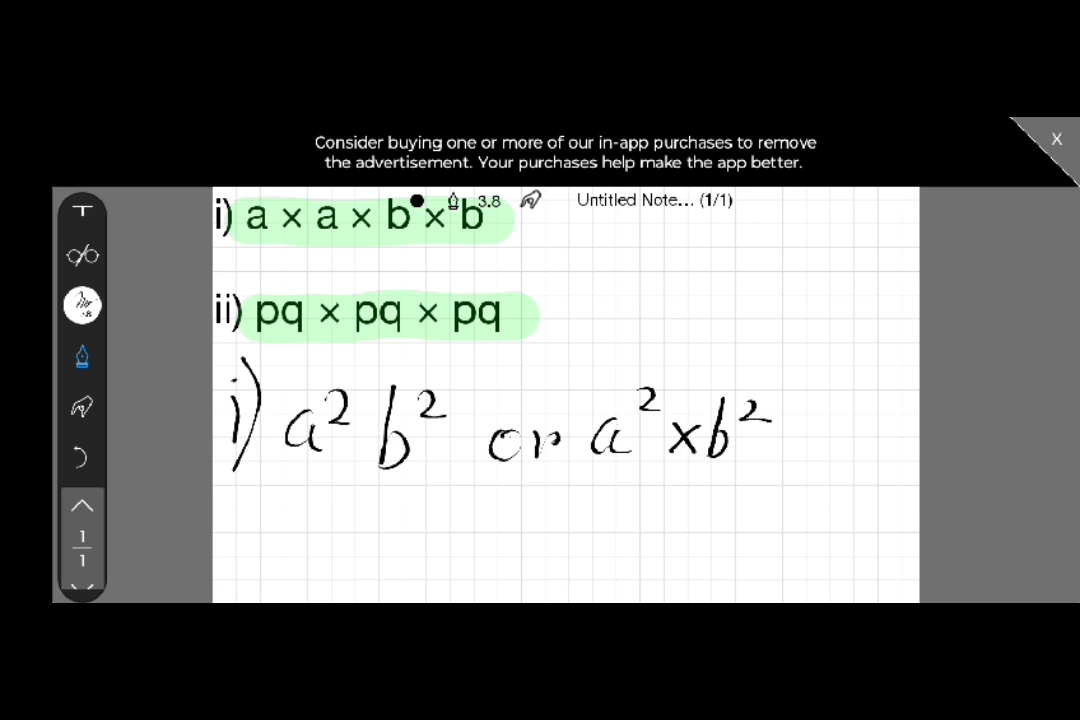 Consider buying one or more of our in-app purchases to remove
the advertisement. Your purchases help make the app better.
X
3.8 Untitled Note... (1/1)
i) a × a × b × b
ii) pq × pq × pq
i) a² b² or a² × b²
1
1